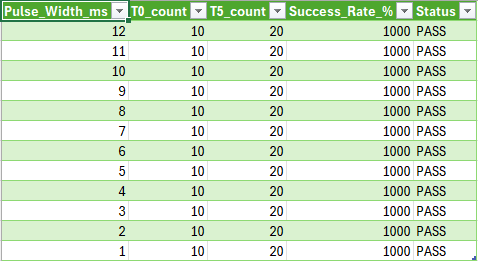 Pulse_Width_ms T0_count T5_count Success_Rate_% Status
12 10 20 1000 PASS
11 10 20 1000 PASS
10 10 20 1000 PASS
9 10 20 1000 PASS
8 10 20 1000 PASS
7 10 20 1000 PASS
6 10 20 1000 PASS
5 10 20 1000 PASS
4 10 20 1000 PASS
3 10 20 1000 PASS
2 10 20 1000 PASS
1 10 20 1000 PASS